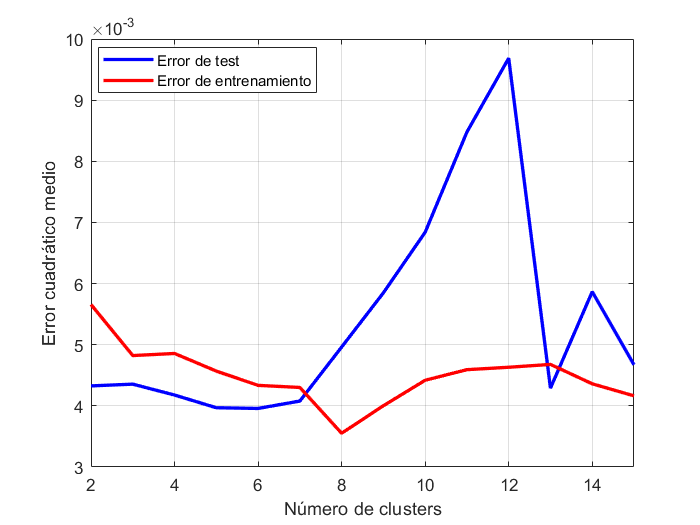 ×10-3
10
9
8
7
6
5
4
3
2 4 6 8 10 12 14
Error cuadrático medio
Número de clusters
Error de test
Error de entrenamiento